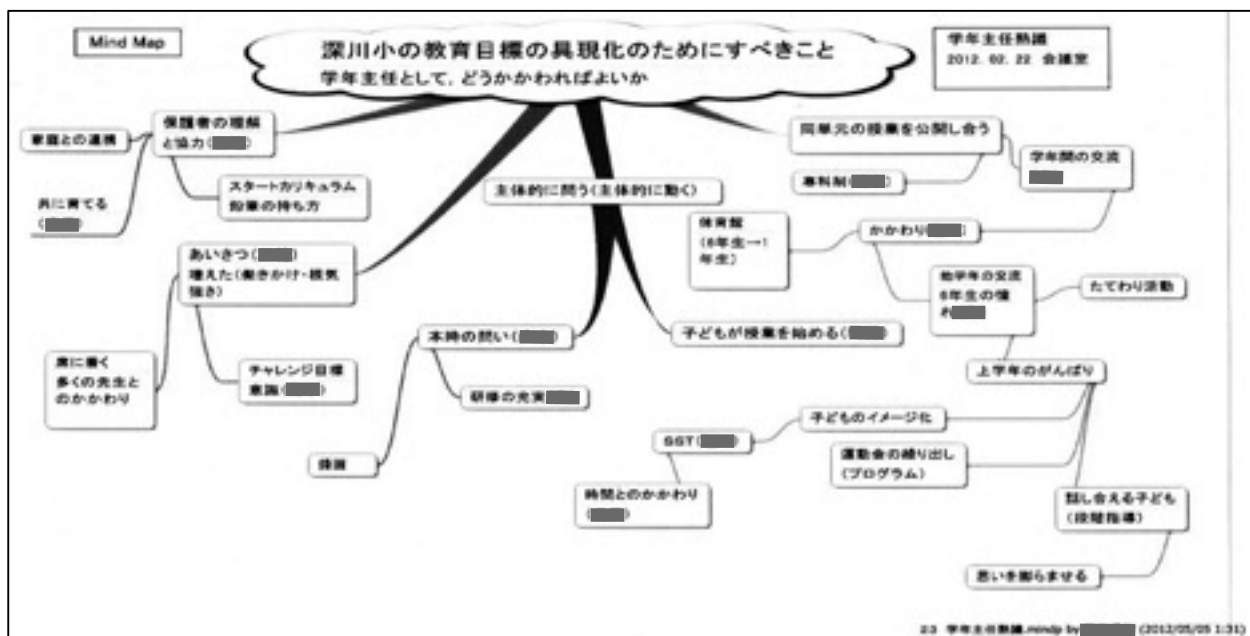 Mind Map
深川小の教育目標の具現化のためにすべきこと
学年主任として，どうかかわればよいか
学年主任熟議
2012. 02. 22 会議室
保護者の理解
と協力(
家庭との連携
共に育てる
(
スタートカリキュラム
鉛筆の持ち方
あいさつ(
増えた(働きかけ・根気
強き)
席に着く
多くの先生と
のかかわり
チャレンジ目標
意識(
主体的に問う(主体的に動く)
本時の問い(
研修の充実
子どもが授業を始める(
同単元の授業を公開し合う
専科制(
学年間の交流
かかわり(
体育館
(6年生→1
年生)
他学年の交流
6年生の憧
れ
たてわり活動
上学年のがんばり
子どものイメージ化
SST(
時間とのかかわり
(
運動会の繰り出し
(プログラム)
話し合える子ども
(段階指導)
思いを膨らませる
23 学年主任熟議.mindp by
(2012/05/05 1:31)